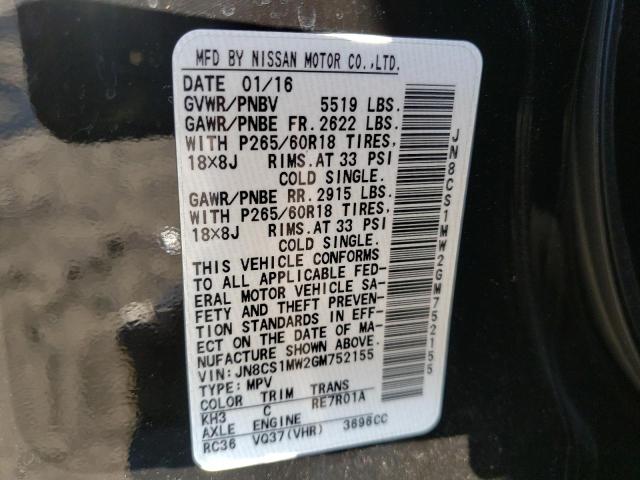 MFD BY NISSAN MOTOR CO.,LTD.
DATE 01/16
GVWR/PNBV 5519 LBS.
GAWR/PNBE FR.2622 LBS.
WITH P265/60R18 TIRES,
18×8J RIMS.AT 33 PSI
COLD SINGLE.
GAWR/PNBE RR.2915 LBS.
WITH P265/60R18 TIRES,
18×8J RIMS.AT 33 PSI
COLD SINGLE.
THIS VEHICLE CONFORMS
TO ALL APPLICABLE FED-
ERAL MOTOR VEHICLE SA-
FETY AND THEFT PREVEN-
TION STANDARDS IN EFF-
ECT ON THE DATE OF MA-
NUFACTURE SHOWN ABOVE.
VIN:JN8CS1MW2GM752155
TYPE:MPV
COLOR TRIM TRANS
KH3 C RE7R01A
AXLE ENGINE
RC36 VQ37(VHR) 3696CC
JN8CS1MW2GM752155